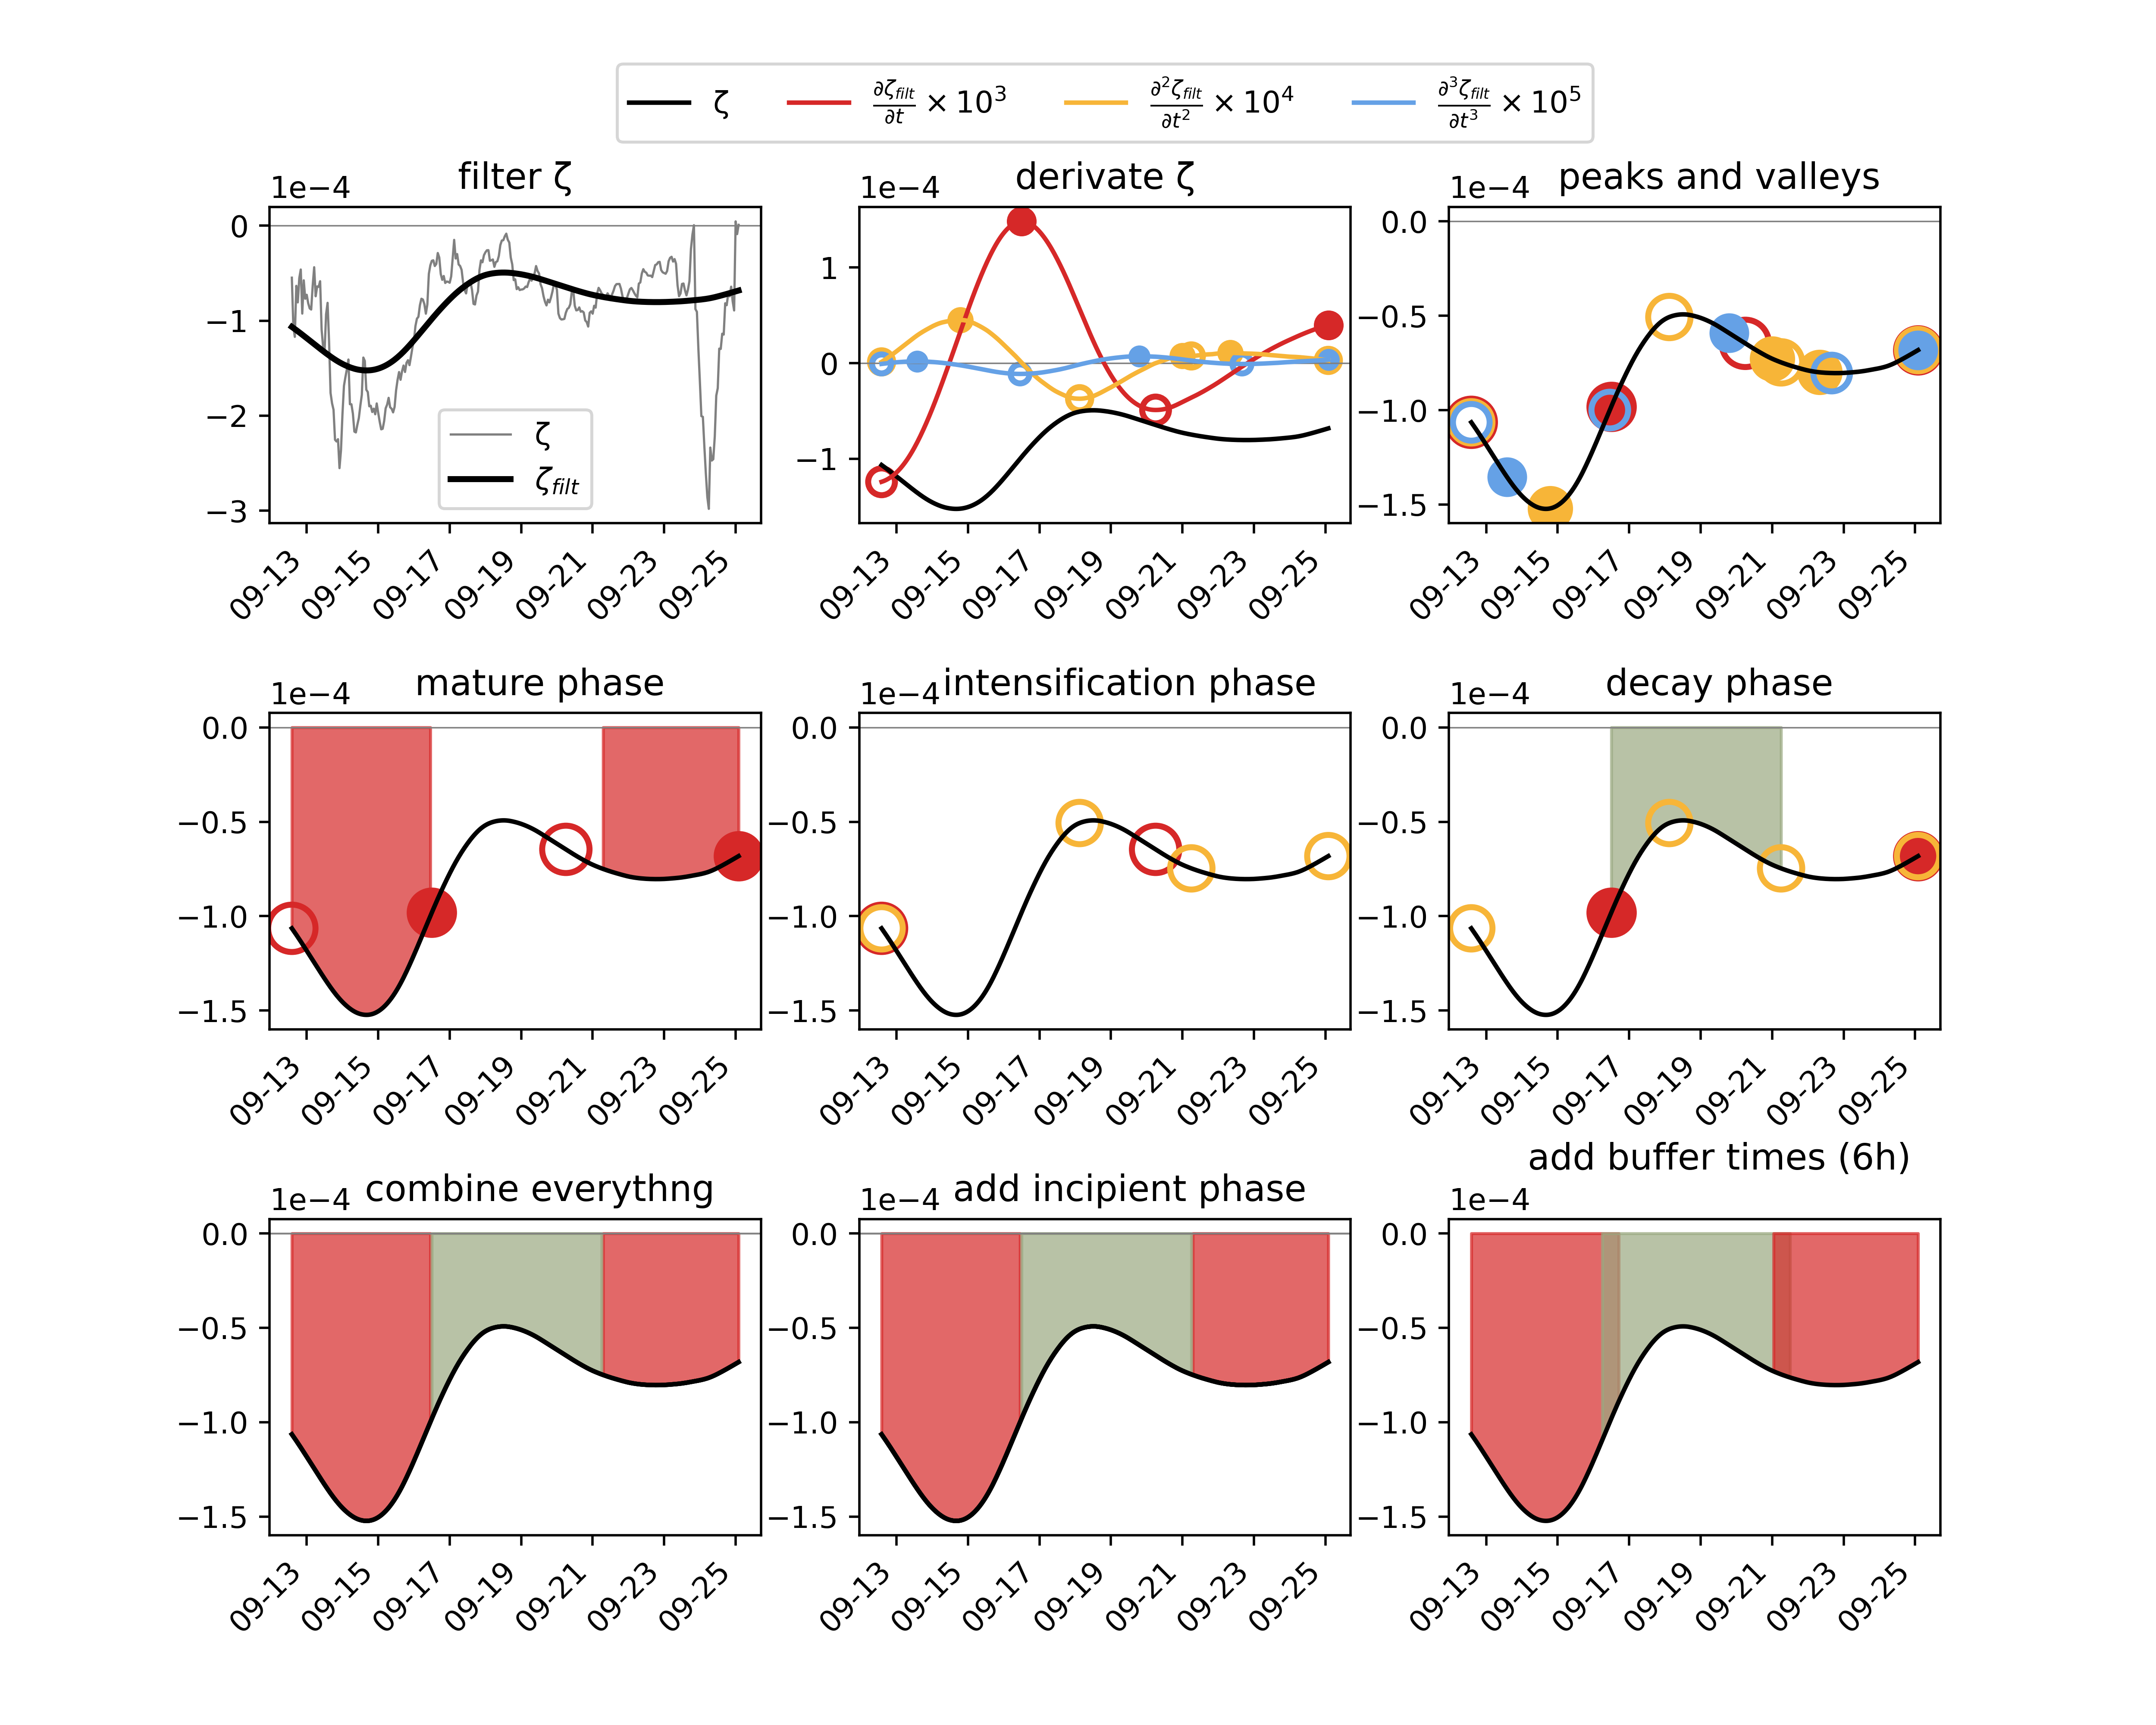 ζ ∂ζfilt/∂t × 10³ ∂²ζfilt/∂t² × 10⁴ ∂³ζfilt/∂t³ × 10⁵
filter ζ
1e−4
0
−1
−2
−3
ζ
ζfilt
09-13 09-15 09-17 09-19 09-21 09-23 09-25
derivate ζ
1e−4
1
0
−1
09-13 09-15 09-17 09-19 09-21 09-23 09-25
peaks and valleys
1e−4
0.0
−0.5
−1.0
−1.5
09-13 09-15 09-17 09-19 09-21 09-23 09-25
mature phase
1e−4
0.0
−0.5
−1.0
−1.5
09-13 09-15 09-17 09-19 09-21 09-23 09-25
intensification phase
1e−4
0.0
−0.5
−1.0
−1.5
09-13 09-15 09-17 09-19 09-21 09-23 09-25
decay phase
1e−4
0.0
−0.5
−1.0
−1.5
09-13 09-15 09-17 09-19 09-21 09-23 09-25
combine everythng
1e−4
0.0
−0.5
−1.0
−1.5
09-13 09-15 09-17 09-19 09-21 09-23 09-25
add incipient phase
1e−4
0.0
−0.5
−1.0
−1.5
09-13 09-15 09-17 09-19 09-21 09-23 09-25
add buffer times (6h)
1e−4
0.0
−0.5
−1.0
−1.5
09-13 09-15 09-17 09-19 09-21 09-23 09-25